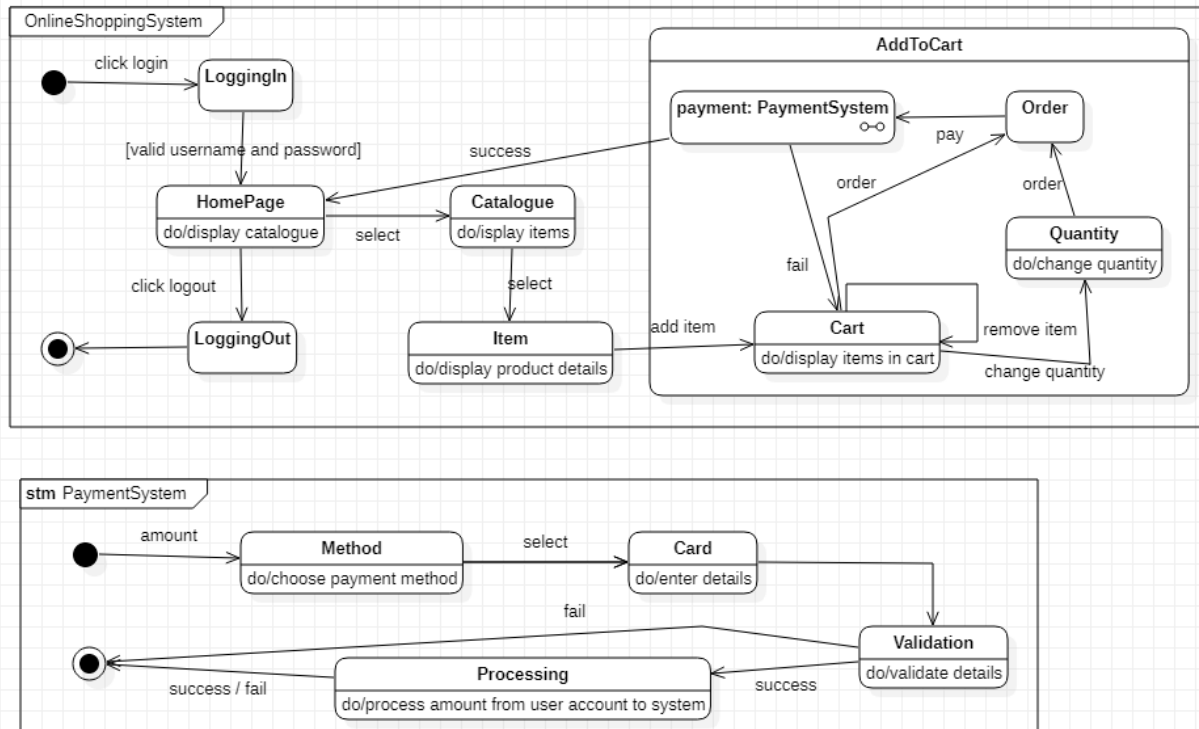 OnlineShoppingSystem
AddToCart
click login
LoggingIn
payment: PaymentSystem
Order
pay
[valid username and password]
success
order
order
HomePage
do/display catalogue
select
Catalogue
do/isplay items
Quantity
do/change quantity
click logout
select
fail
LoggingOut
Item
do/display product details
add item
Cart
do/display items in cart
remove item
change quantity
stm PaymentSystem
amount
Method
do/choose payment method
select
Card
do/enter details
fail
Validation
do/validate details
success / fail
Processing
do/process amount from user account to system
success